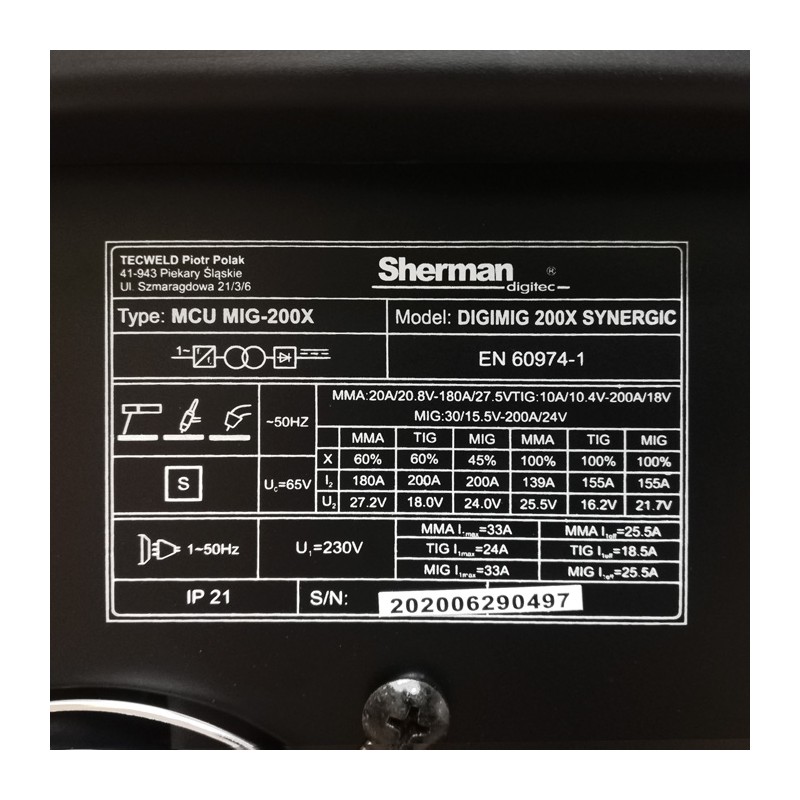 TECWELD Piotr Polak
41-943 Piekary Śląskie
Ul. Szmaragdowa 21/3/6
Sherman ®
digitec
Type: MCU MIG-200X
Model: DIGIMIG 200X SYNERGIC
1~
EN 60974-1
~50HZ
MMA:20A/20.8V-180A/27.5VTIG:10A/10.4V-200A/18V
MIG:30/15.5V-200A/24V
MMA TIG MIG MMA TIG MIG
X 60% 60% 45% 100% 100% 100%
S
U꜀=65V
I₂ 180A 200A 200A 139A 155A 155A
U₂ 27.2V 18.0V 24.0V 25.5V 16.2V 21.7V
1~50Hz
U₁=230V
MMA I₁max=33A MMA I₁eff=25.5A
TIG I₁max=24A TIG I₁eff=18.5A
MIG I₁max=33A MIG I₁eff=25.5A
IP 21
S/N: 202006290497